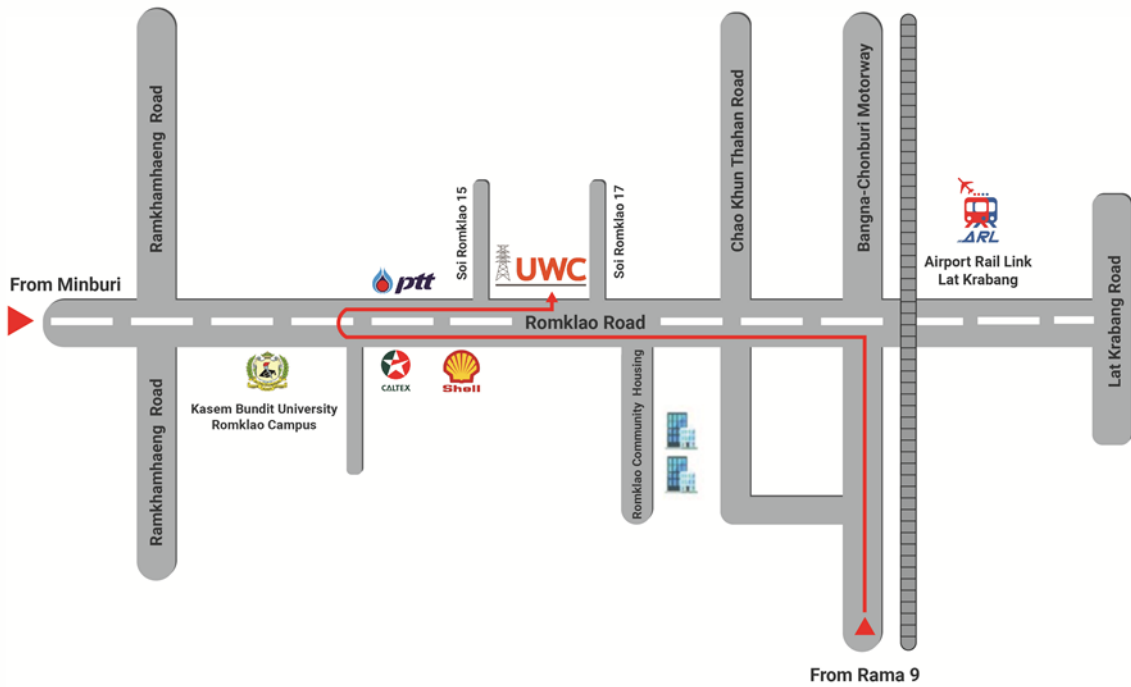 Ramkhamhaeng Road
Chao Khun Thahan Road
Bangna-Chonburi Motorway
Soi Romklao 15
Soi Romklao 17
ARL
Airport Rail Link
Lat Krabang
From Minburi
ptt
UWC
Romklao Road
Lat Krabang Road
Kasem Bundit University
Romklao Campus
CALTEX
Shell
Ramkhamhaeng Road
Romklao Community Housing
From Rama 9